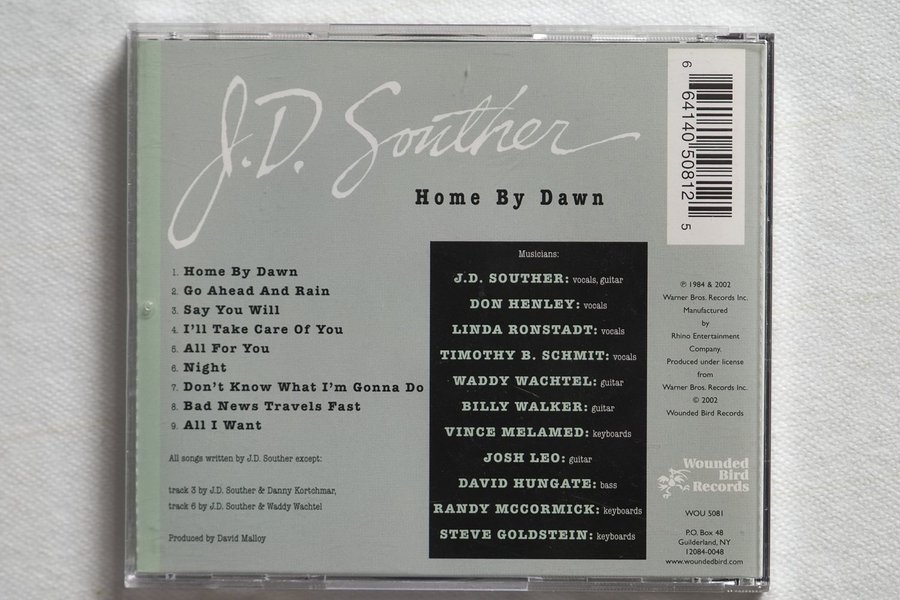 J.D. Souther
Home By Dawn
1. Home By Dawn
2. Go Ahead And Rain
3. Say You Will
4. I'll Take Care Of You
5. All For You
6. Night
7. Don't Know What I'm Gonna Do
8. Bad News Travels Fast
9. All I Want
All songs written by J.D. Souther except:
track 3 by J.D. Souther & Danny Kortchmar,
track 6 by J.D. Souther & Waddy Wachtel
Produced by David Malloy
Musicians:
J.D. SOUTHER: vocals, guitar
DON HENLEY: vocals
LINDA RONSTADT: vocals
TIMOTHY B. SCHMIT: vocals
WADDY WACHTEL: guitar
BILLY WALKER: guitar
VINCE MELAMED: keyboards
JOSH LEO: guitar
DAVID HUNGATE: bass
RANDY MCCORMICK: keyboards
STEVE GOLDSTEIN: keyboards
6 64140 50812 5
℗ 1984 & 2002
Warner Bros. Records Inc.
Manufactured
by
Rhino Entertainment
Company.
Produced under license
from
Warner Bros. Records Inc.
© 2002
Wounded Bird Records
Wounded
Bird
Records
WOU 5081
P.O. Box 48
Guilderland, NY
12084-0048
www.woundedbird.com